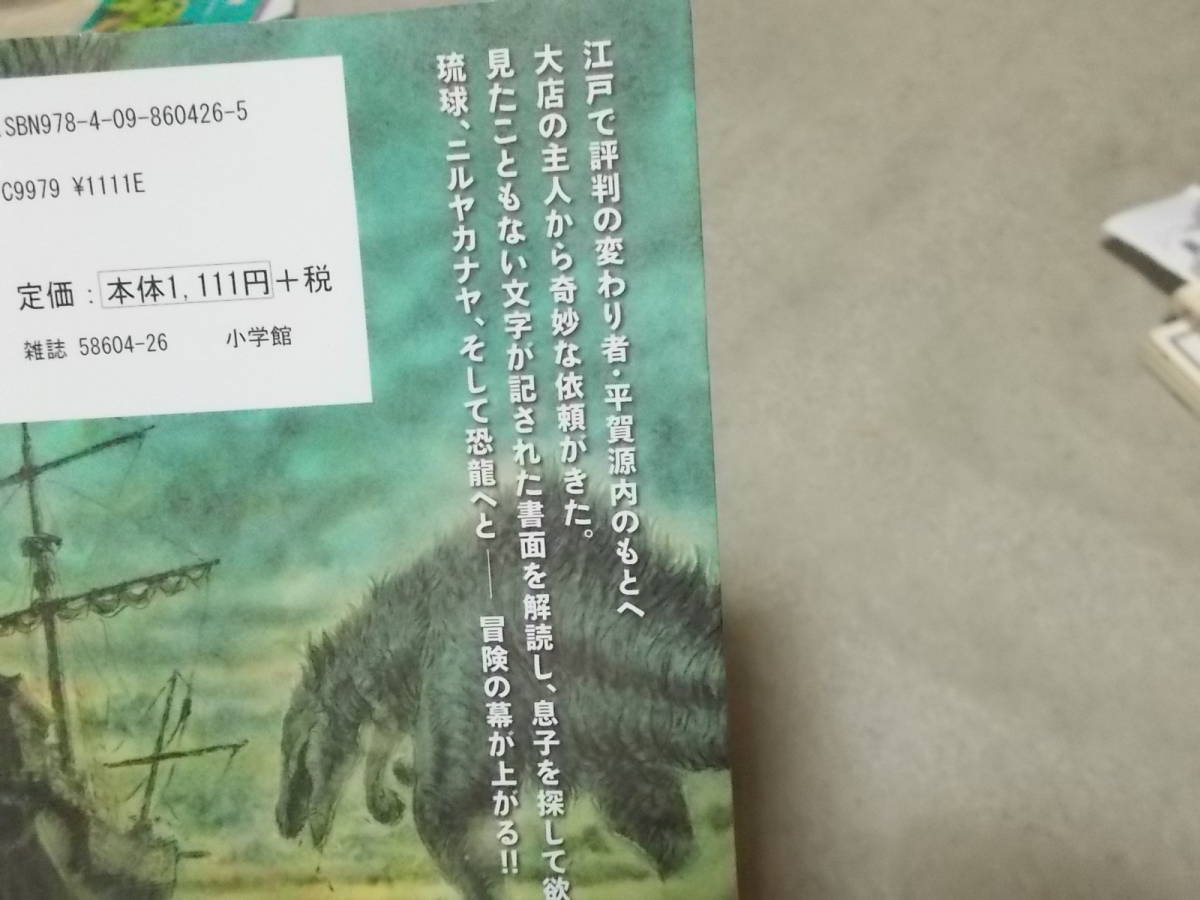 ISBN978-4-09-860426-5
C9979 ¥1111E
定価：本体1,111円＋税
雑誌 58604-26 小学館
江戸で評判の変わり者・平賀源内のもとへ
大店の主人から奇妙な依頼がきた。
見たこともない文字が記された書面を解読し、息子を探して欲
琉球、ニルヤカナヤ、そして恐龍へと──冒険の幕が上がる!!